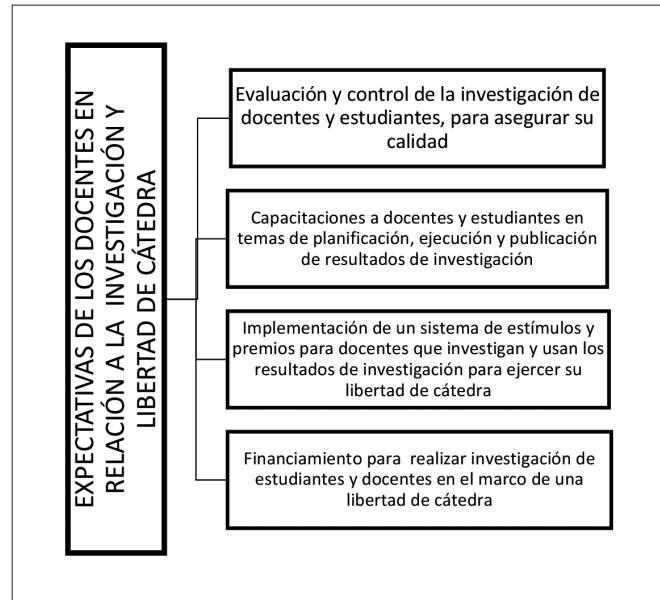 EXPECTATIVAS DE LOS DOCENTES EN
RELACIÓN A LA INVESTIGACIÓN Y
LIBERTAD DE CÁTEDRA
Evaluación y control de la investigación de
docentes y estudiantes, para asegurar su
calidad
Capacitaciones a docentes y estudiantes en
temas de planificación, ejecución y publicación
de resultados de investigación
Implementación de un sistema de estímulos y
premios para docentes que investigan y usan los
resultados de investigación para ejercer su
libertad de cátedra
Financiamiento para realizar investigación de
estudiantes y docentes en el marco de una
libertad de cátedra